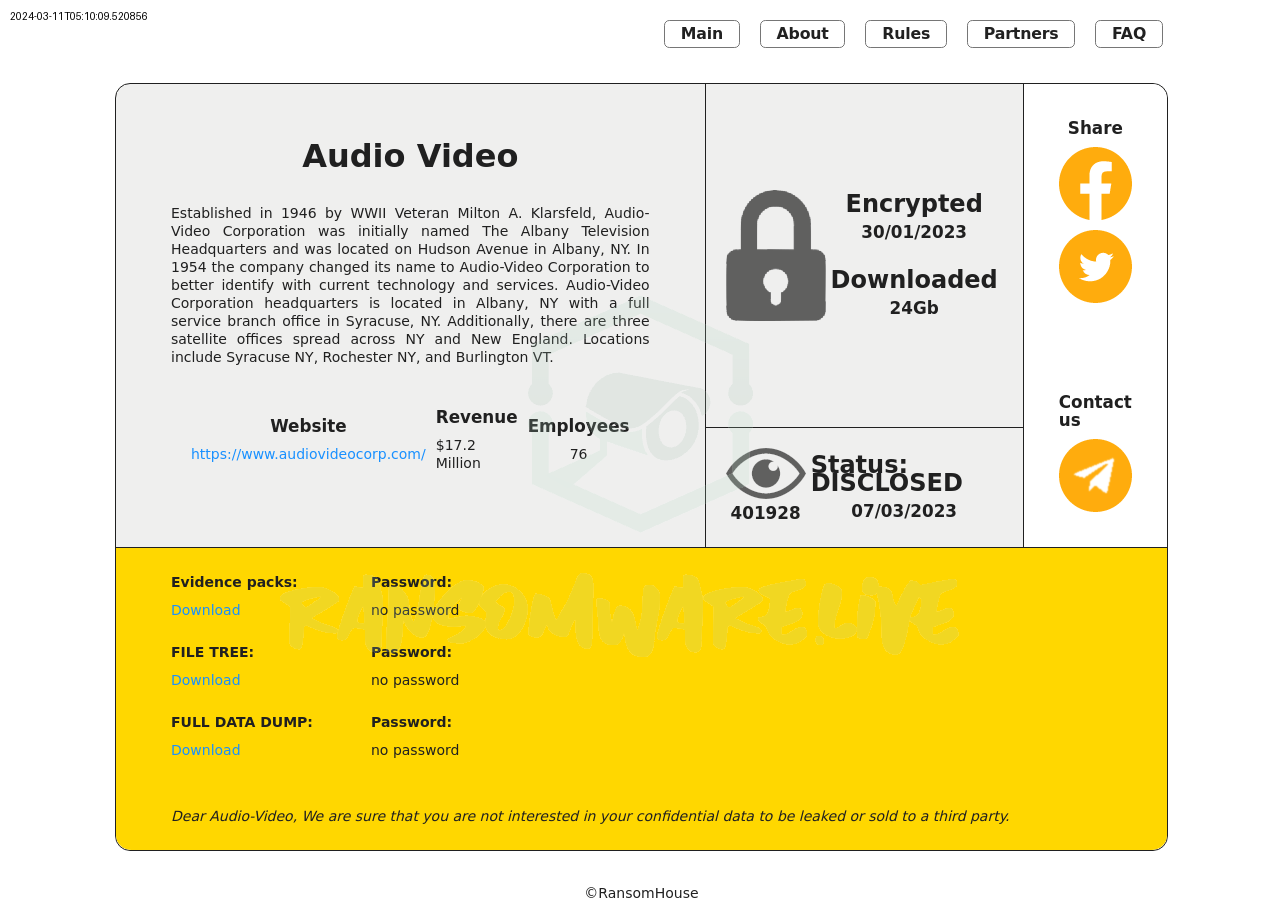 2024-03-11T05:10:09.520856
Main About Rules Partners FAQ
Audio Video
Established in 1946 by WWII Veteran Milton A. Klarsfeld, Audio-
Video Corporation was initially named The Albany Television
Headquarters and was located on Hudson Avenue in Albany, NY. In
1954 the company changed its name to Audio-Video Corporation to
better identify with current technology and services. Audio-Video
Corporation headquarters is located in Albany, NY with a full
service branch office in Syracuse, NY. Additionally, there are three
satellite offices spread across NY and New England. Locations
include Syracuse NY, Rochester NY, and Burlington VT.
Website
https://www.audiovideocorp.com/
Revenue
$17.2
Million
Employees
76
Encrypted
30/01/2023
Downloaded
24Gb
401928
Status:
DISCLOSED
07/03/2023
Share
Contact
us
Evidence packs: Password:
Download no password
RANSOMWARE.LIVE
FILE TREE: Password:
Download no password
FULL DATA DUMP: Password:
Download no password
Dear Audio-Video, We are sure that you are not interested in your confidential data to be leaked or sold to a third party.
©RansomHouse